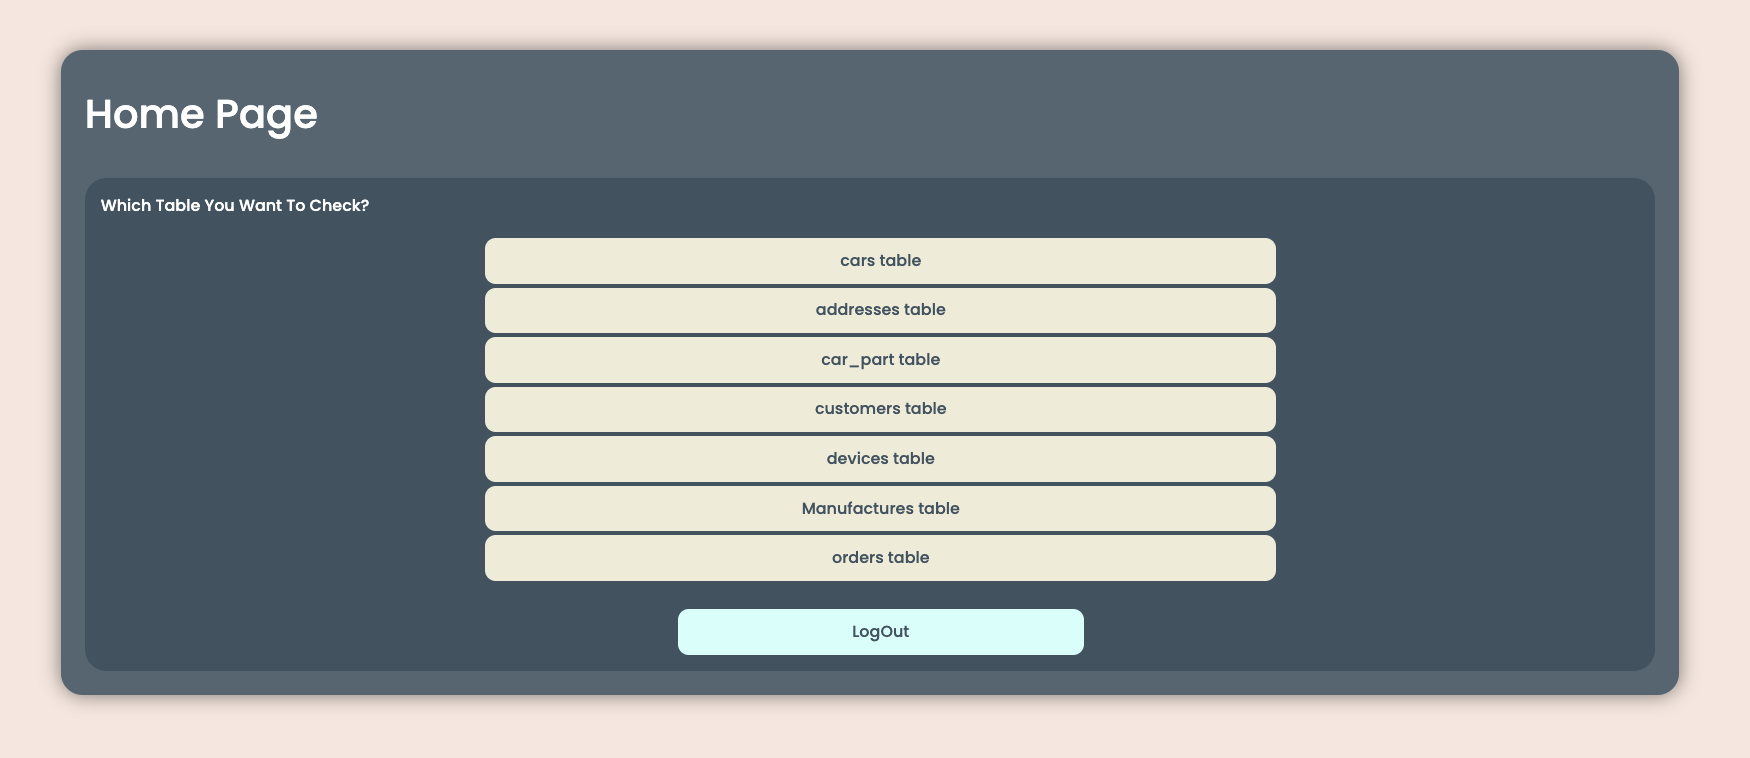 Home Page
Which Table You Want To Check?
cars table
addresses table
car_part table
customers table
devices table
Manufactures table
orders table
LogOut